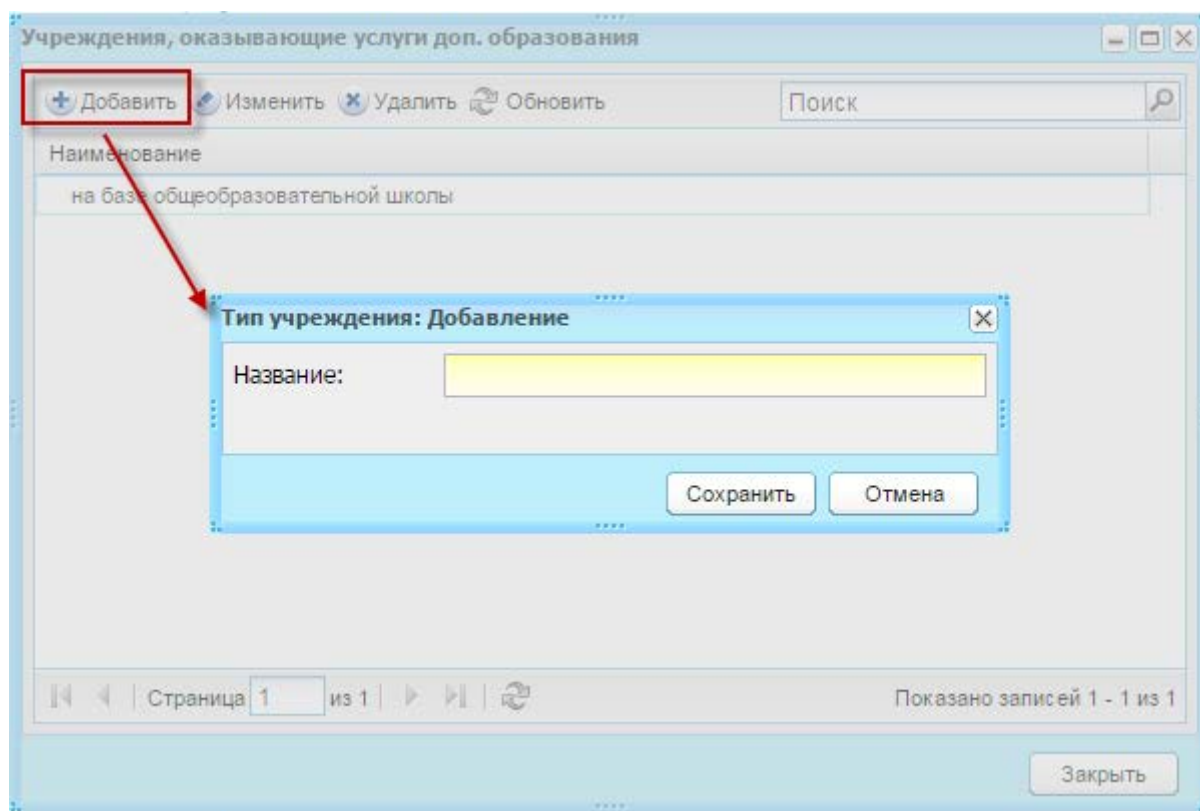 Учреждения, оказывающие услуги доп. образования
Добавить Изменить Удалить Обновить Поиск
Наименование
на базе общеобразовательной школы
Тип учреждения: Добавление
Название:
Сохранить Отмена
Страница 1 из 1 Показано записей 1 - 1 из 1
Закрыть